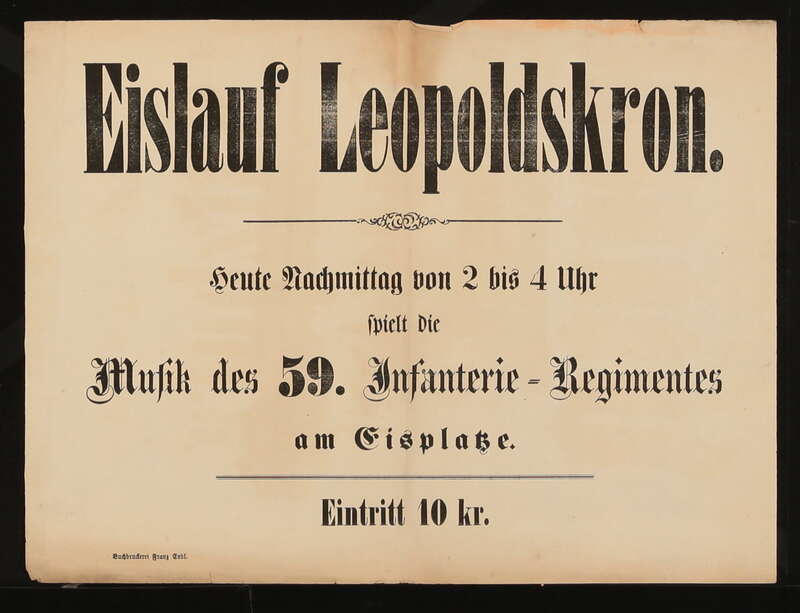 Eislauf Leopoldskron.
Heute Nachmittag von 2 bis 4 Uhr
spielt die
Musik des 59. Infanterie-Regimentes
am Eisplatze.
Eintritt 10 kr.
Buchdruckerei Franz Endl.